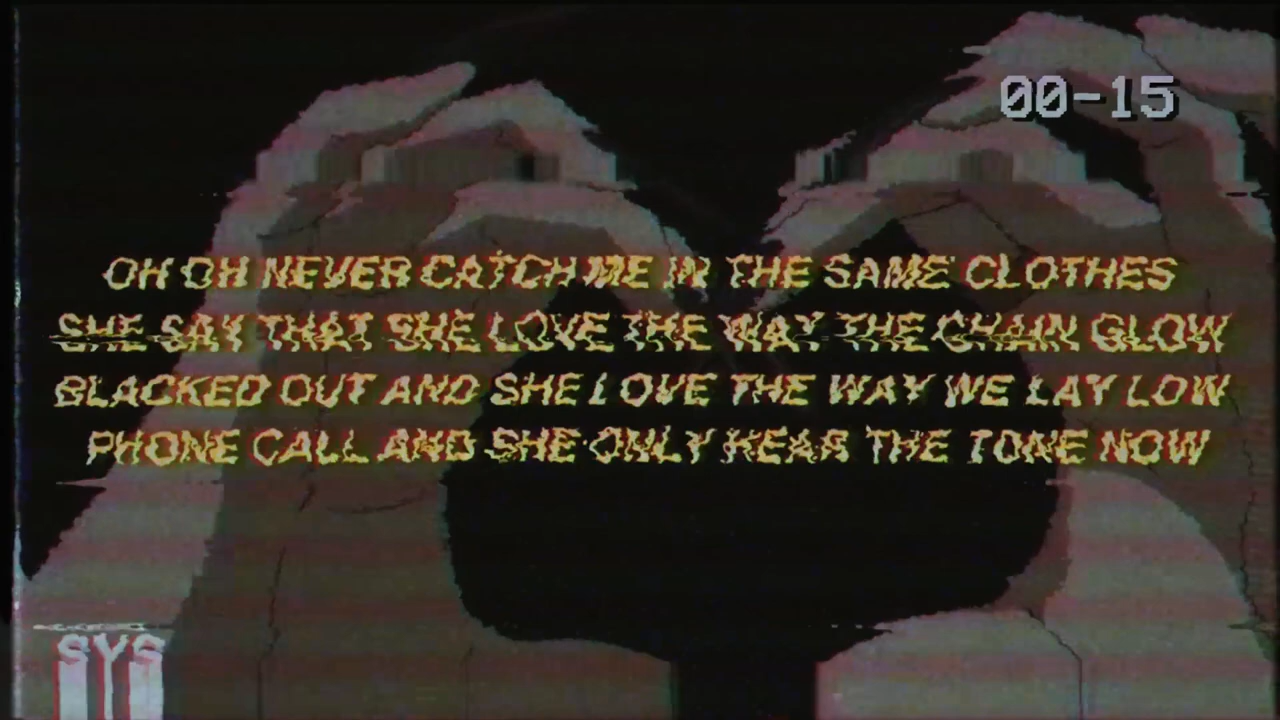 00-15
OH OH NEVER CATCH ME IN THE SAME CLOTHES
SHE SAY THAT SHE LOVE THE WAY THE CHAIN GLOW
BLACKED OUT AND SHE LOVE THE WAY WE LAY LOW
PHONE CALL AND SHE ONLY HEAR THE TONE NOW
SYS